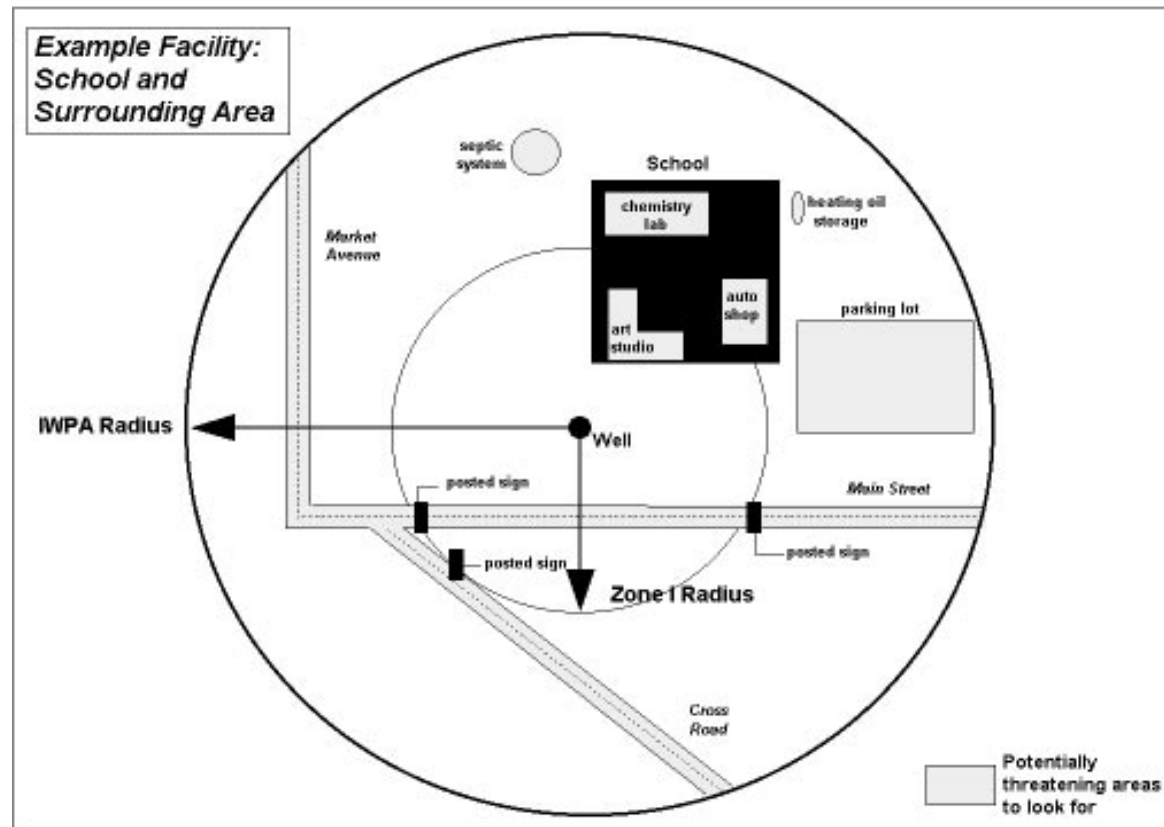 Example Facility:
School and
Surrounding Area
septic
system
School
chemistry
lab
heating oil
storage
Market
Avenue
auto
shop
parking lot
art
studio
IWPA Radius
Well
posted sign
Main Street
posted sign
posted sign
Zone I Radius
Cross
Road
Potentially
threatening areas
to look for